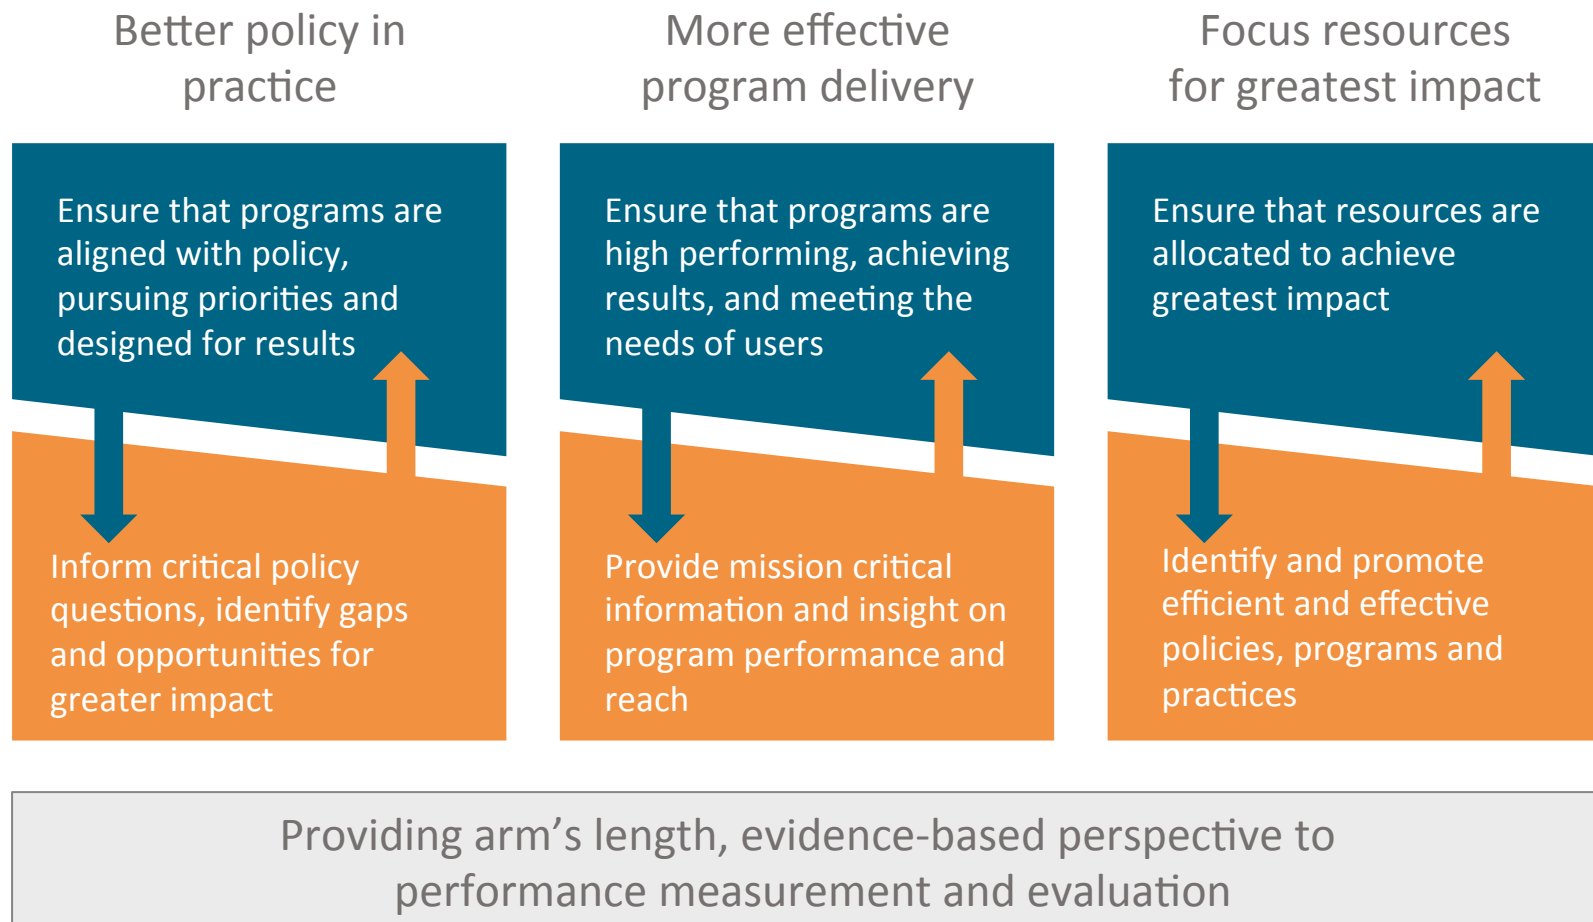 Better policy in
practice
More effective
program delivery
Focus resources
for greatest impact
Ensure that programs are
aligned with policy,
pursuing priorities and
designed for results
Ensure that programs are
high performing, achieving
results, and meeting the
needs of users
Ensure that resources are
allocated to achieve
greatest impact
Inform critical policy
questions, identify gaps
and opportunities for
greater impact
Provide mission critical
information and insight on
program performance and
reach
Identify and promote
efficient and effective
policies, programs and
practices
Providing arm’s length, evidence-based perspective to
performance measurement and evaluation